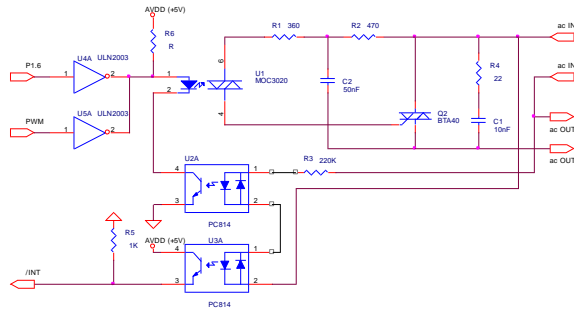 AVDD (+5V)
R6
R
P1.6
U4A
ULN2003
1
2
PWM
U5A
ULN2003
1
2
1
2
U1
MOC3020
6
4
R1 360
R2 470
C2
50nF
R4
22
Q2
BTA40
C1
10nF
ac IN
ac IN
ac OUT
ac OUT
U2A
4
3
1
2
PC814
R3 220K
R5
1K
AVDD (+5V)
U3A
4
3
1
2
PC814
/INT